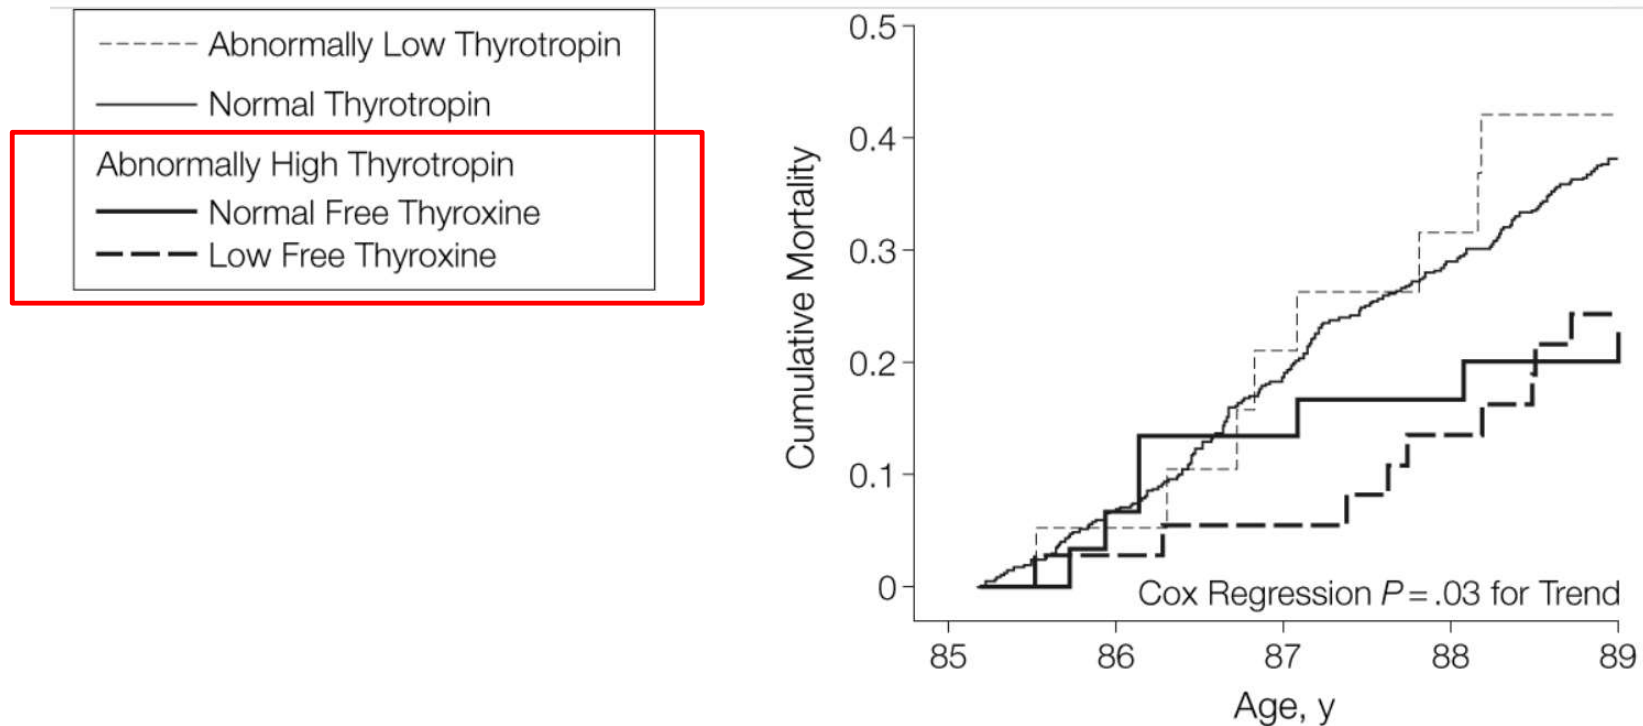 Abnormally Low Thyrotropin
Normal Thyrotropin
Abnormally High Thyrotropin
Normal Free Thyroxine
Low Free Thyroxine
Cumulative Mortality
0.5
0.4
0.3
0.2
0.1
0
Cox Regression P=.03 for Trend
85 86 87 88 89
Age, y